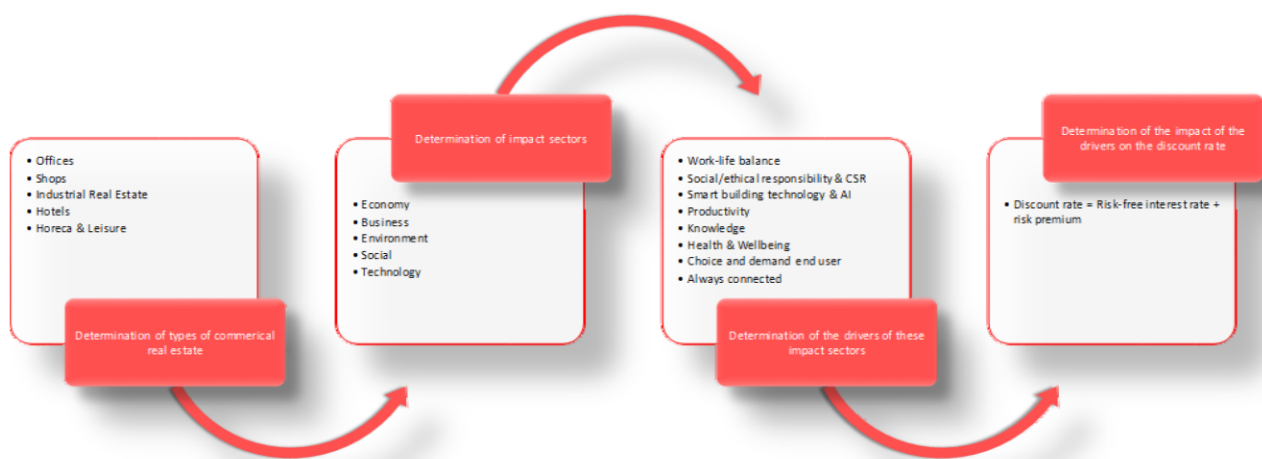 • Offices
• Shops
• Industrial Real Estate
• Hotels
• Horeca & Leisure
Determination of types of commerical
real estate
Determination of impact sectors
• Economy
• Business
• Environment
• Social
• Technology
• Work-life balance
• Social/ethical responsibility & CSR
• Smart building technology & AI
• Productivity
• Knowledge
• Health & Wellbeing
• Choice and demand end user
• Always connected
Determination of the drivers of these
impact sectors
Determination of the impact of the
drivers on the discount rate
• Discount rate = Risk-free interest rate +
risk premium